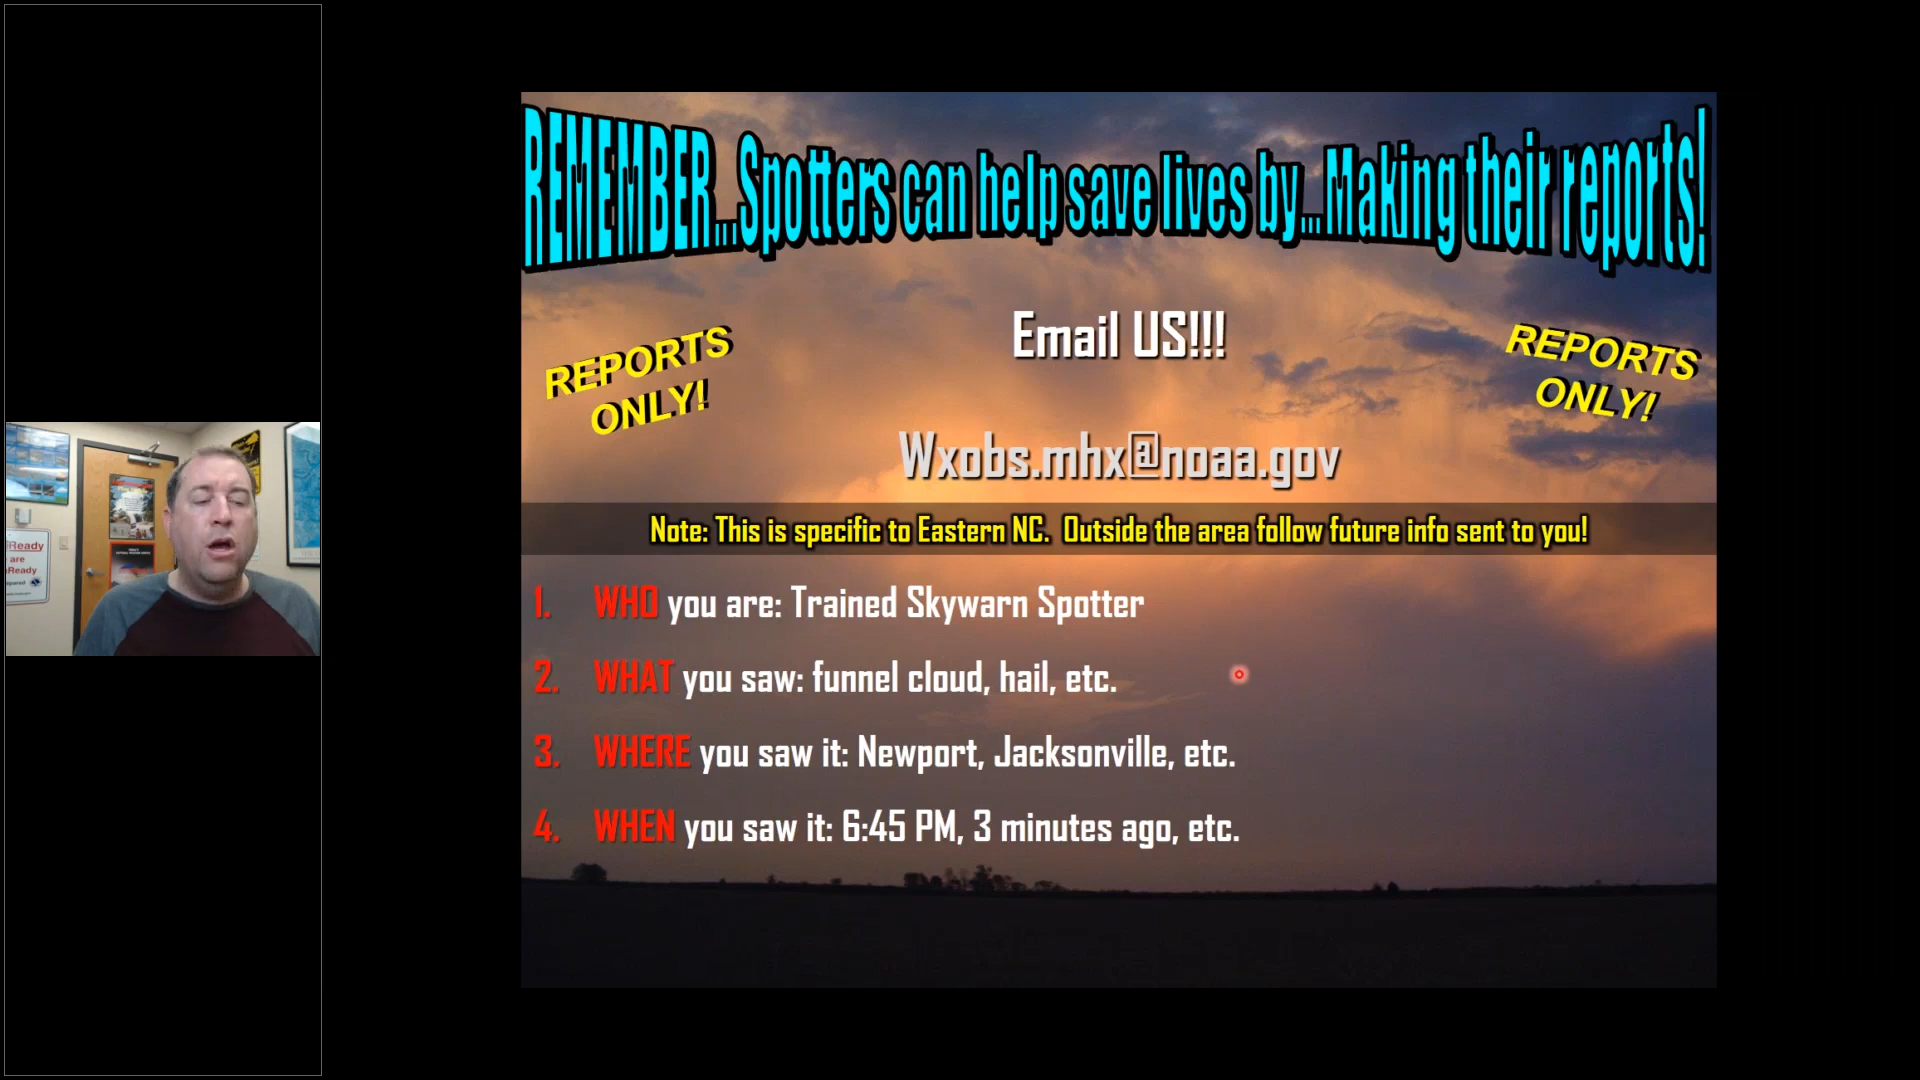 REMEMBER...Spotters can help save lives by...Making their reports!
Email US!!!
REPORTS
ONLY!
REPORTS
ONLY!
Wxobs.mhx@noaa.gov
Note: This is specific to Eastern NC. Outside the area follow future info sent to you!
1. WHO you are: Trained Skywarn Spotter
2. WHAT you saw: funnel cloud, hail, etc.
3. WHERE you saw it: Newport, Jacksonville, etc.
4. WHEN you saw it: 6:45 PM, 3 minutes ago, etc.
Ready
are
Ready